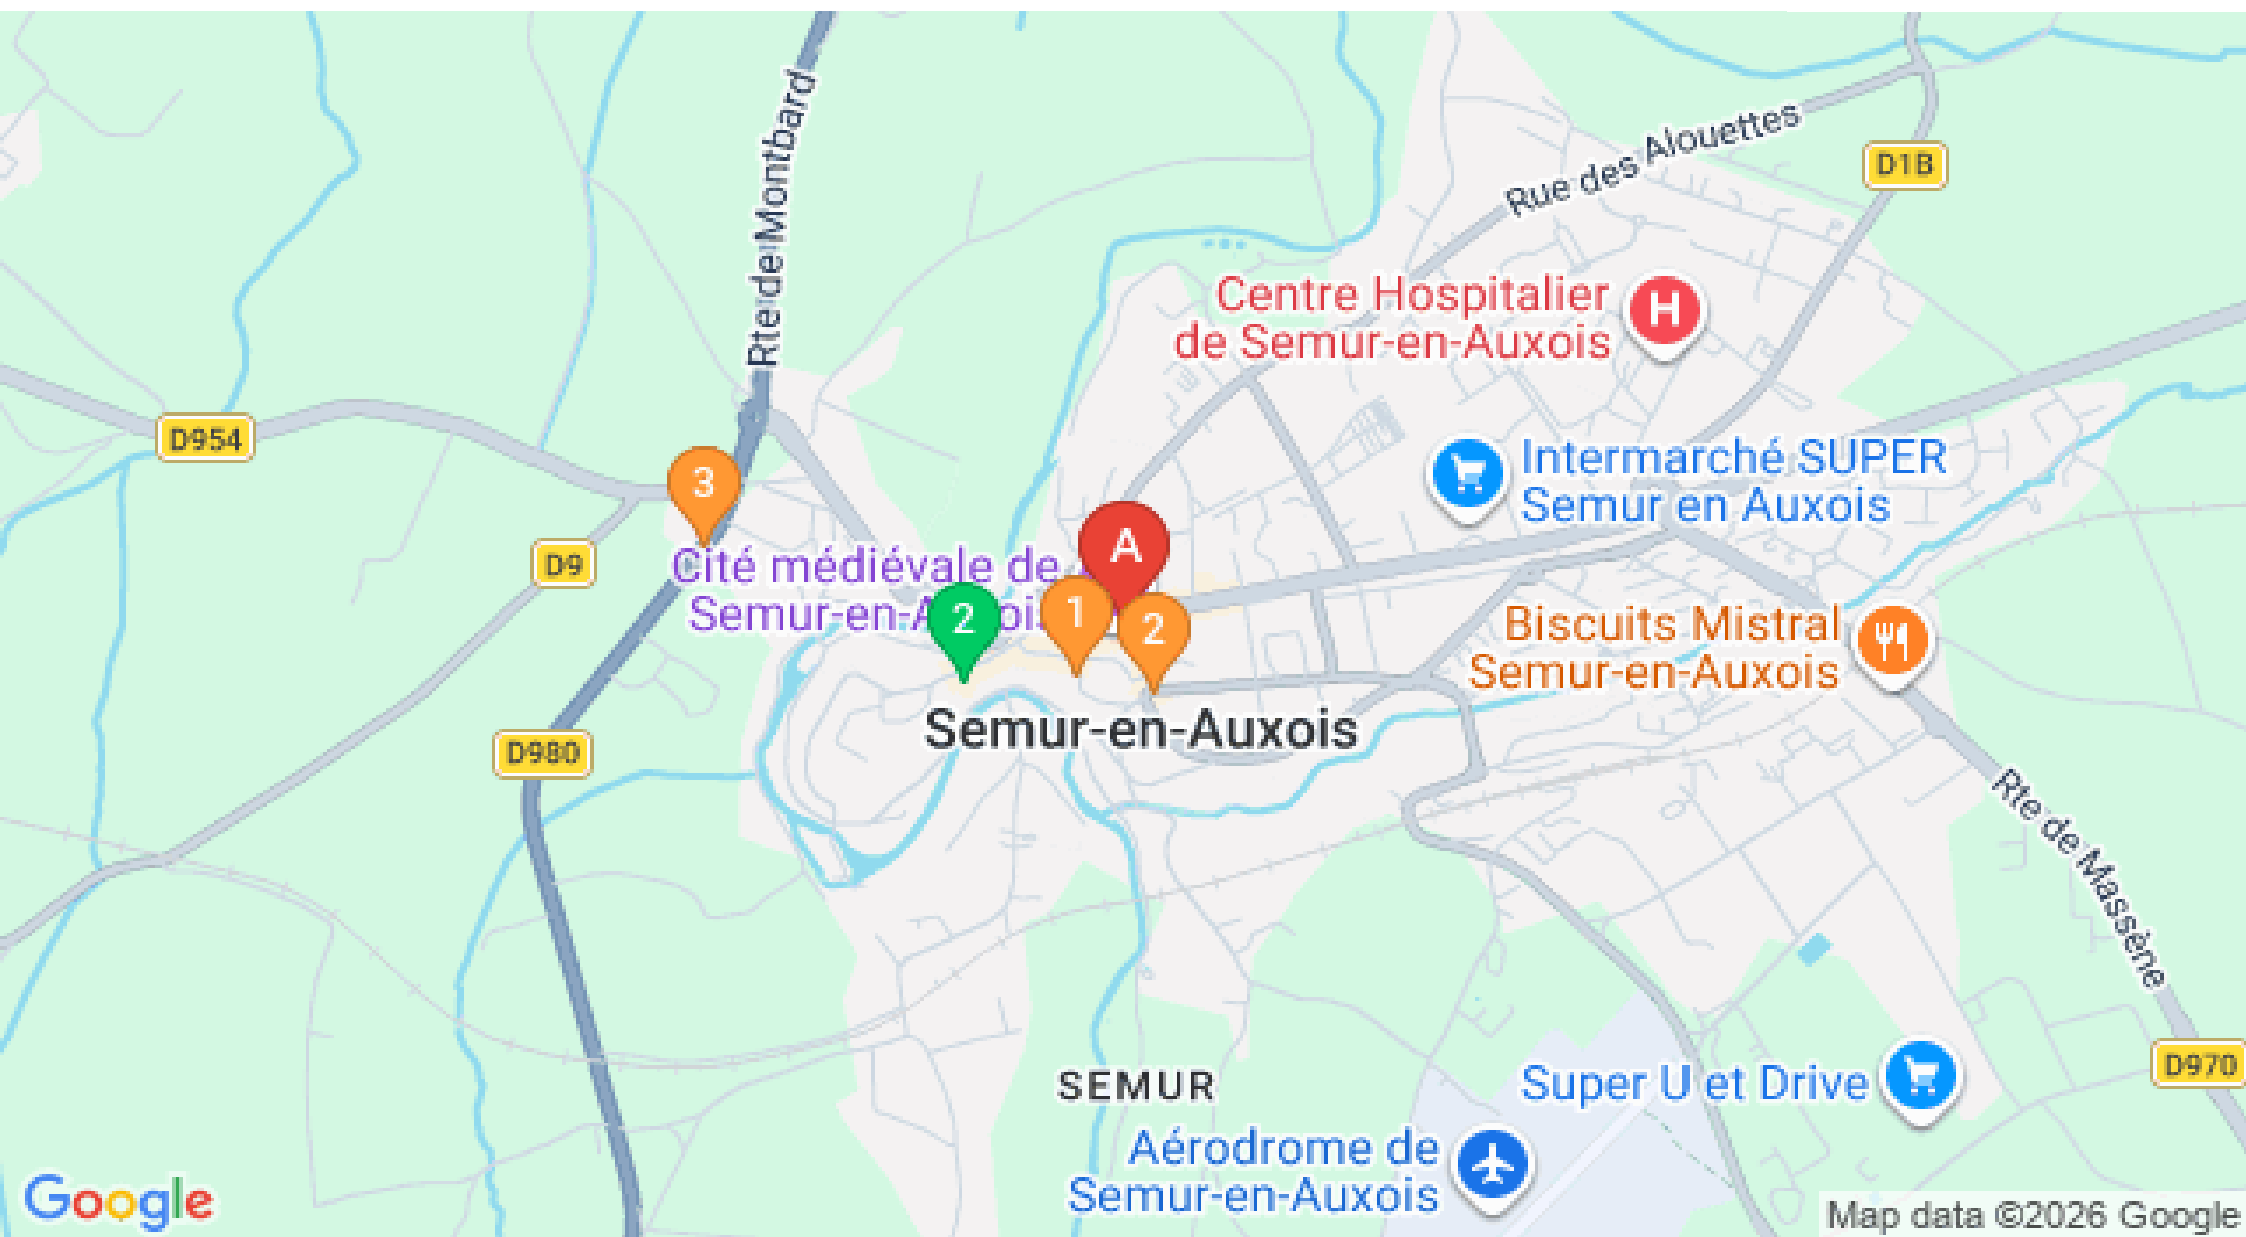 Rte de Montbard
Rue des Alouettes
D1B
Centre Hospitalier
de Semur-en-Auxois
H
D954
3
Intermarché SUPER
Semur en Auxois
A
D9
Cité médiévale de
Semur-en-A
ois
2
1
2
Biscuits Mistral
Semur-en-Auxois
Semur-en-Auxois
D980
Rte de Massène
SEMUR
Super U et Drive
D970
Aérodrome de
Semur-en-Auxois
Google
Map data ©2026 Google